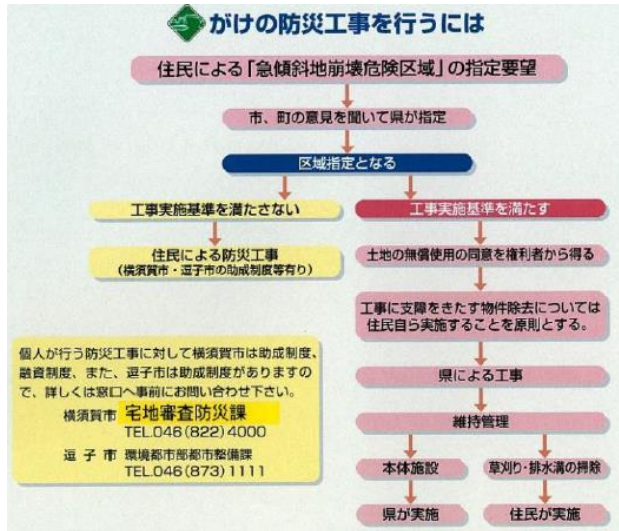 がけの防災工事を行うには
住民による「急傾斜地崩壊危険区域」の指定要望
市、町の意見を聞いて県が指定
区域指定となる
工事実施基準を満たさない
住民による防災工事
(横須賀市・逗子市の助成制度等有り)
工事実施基準を満たす
土地の無償使用の同意を権利者から得る
工事に支障をきたす物件除去については
住民自ら実施することを原則とする。
県による工事
維持管理
本体施設
草刈り・排水溝の掃除
県が実施
住民が実施
個人が行う防災工事に対して横須賀市は助成制度、
融資制度、また、逗子市は助成制度がありますの
で、詳しくは窓口へ事前にお問い合わせ下さい。
横須賀市 宅地審査防災課
TEL.046(822)4000
逗子市 環境都市部都市整備課
TEL.046(873)1111